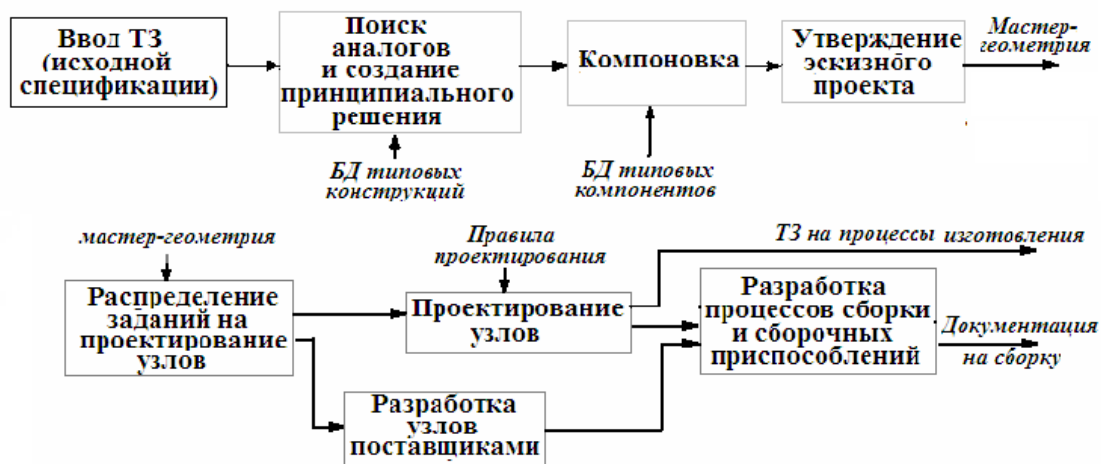 Ввод ТЗ
(исходной
спецификации)
Поиск
аналогов
и создание
принципиального
решения
Компоновка
Утверждение
эскизного
проекта
Мастер-
геометрия
БД типовых
конструкций
БД типовых
компонентов
мастер-геометрия
Правила
проектирования
ТЗ на процессы изготовления
Распределение
заданий на
проектирование
узлов
Проектирование
узлов
Разработка
процессов сборки
и сборочных
приспособлений
Документация
на сборку
Разработка
узлов
поставщиками